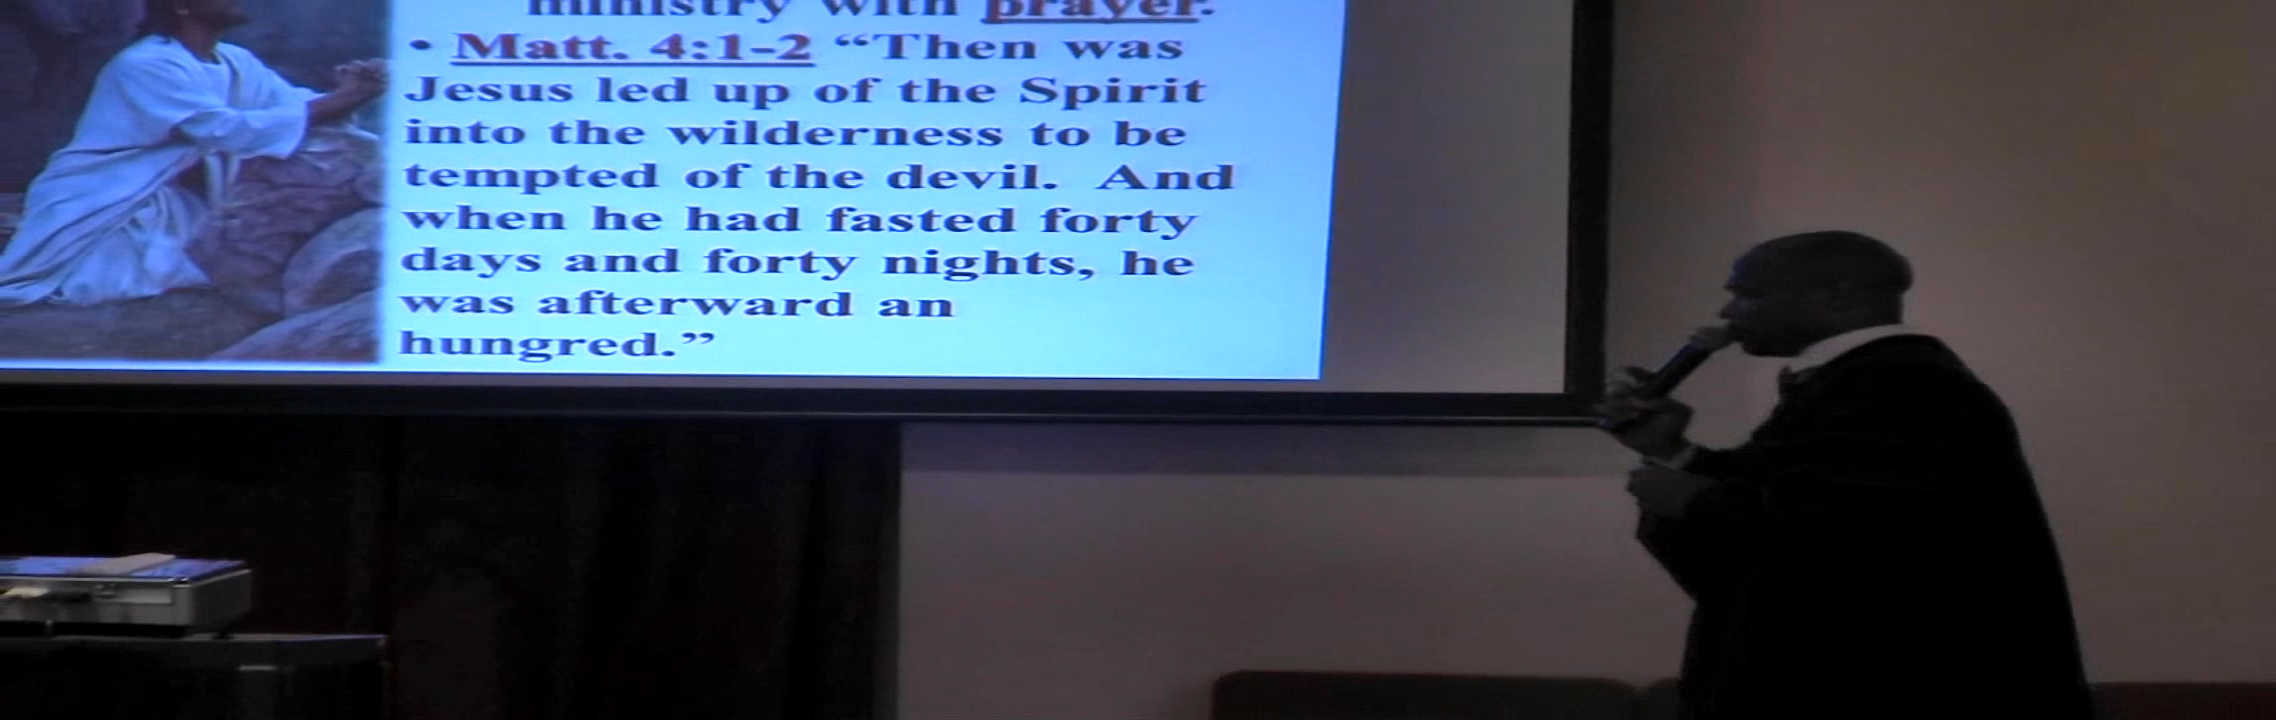 ministry with prayer.
• Matt. 4:1-2 “Then was
Jesus led up of the Spirit
into the wilderness to be
tempted of the devil. And
when he had fasted forty
days and forty nights, he
was afterward an
hungred.”